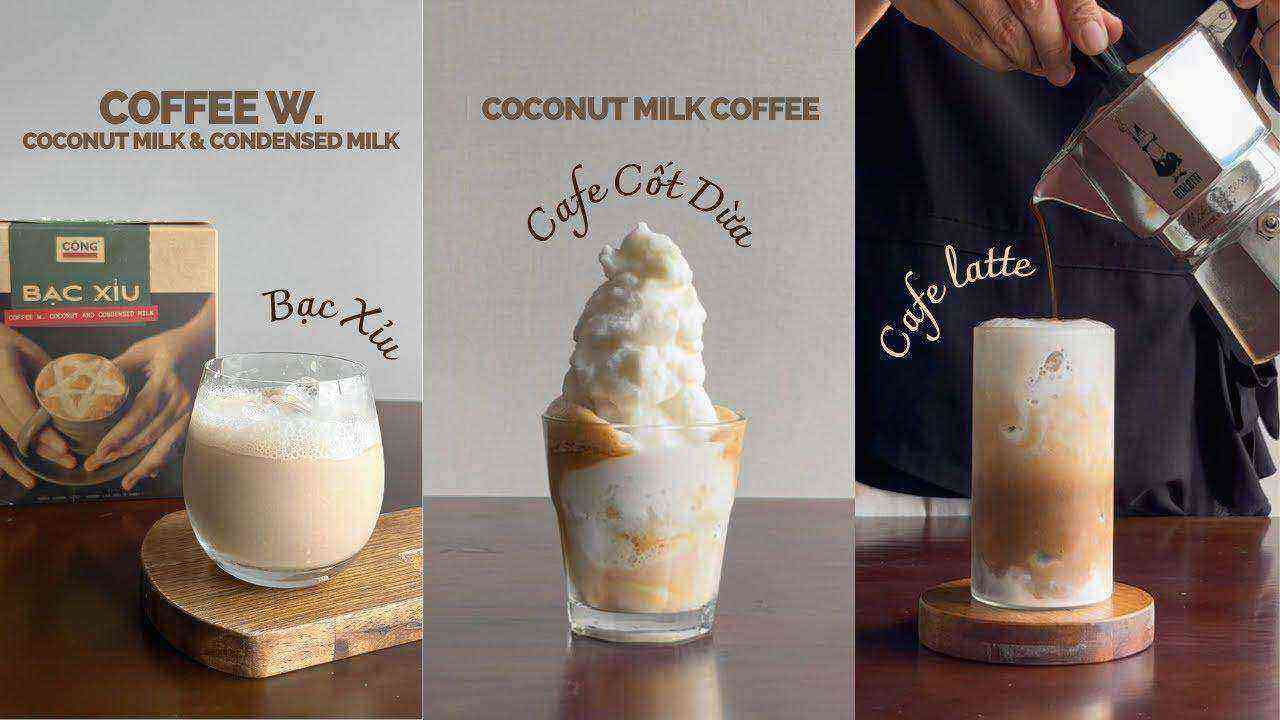 COFFEE W.
COCONUT MILK & CONDENSED MILK
CỘNG
BẠC XỈU
COFFEE W. COCONUT AND CONDENSED MILK
Bạc Xỉu
COCONUT MILK COFFEE
Cafe Cốt Dừa
Cafe latte
BIALETTI